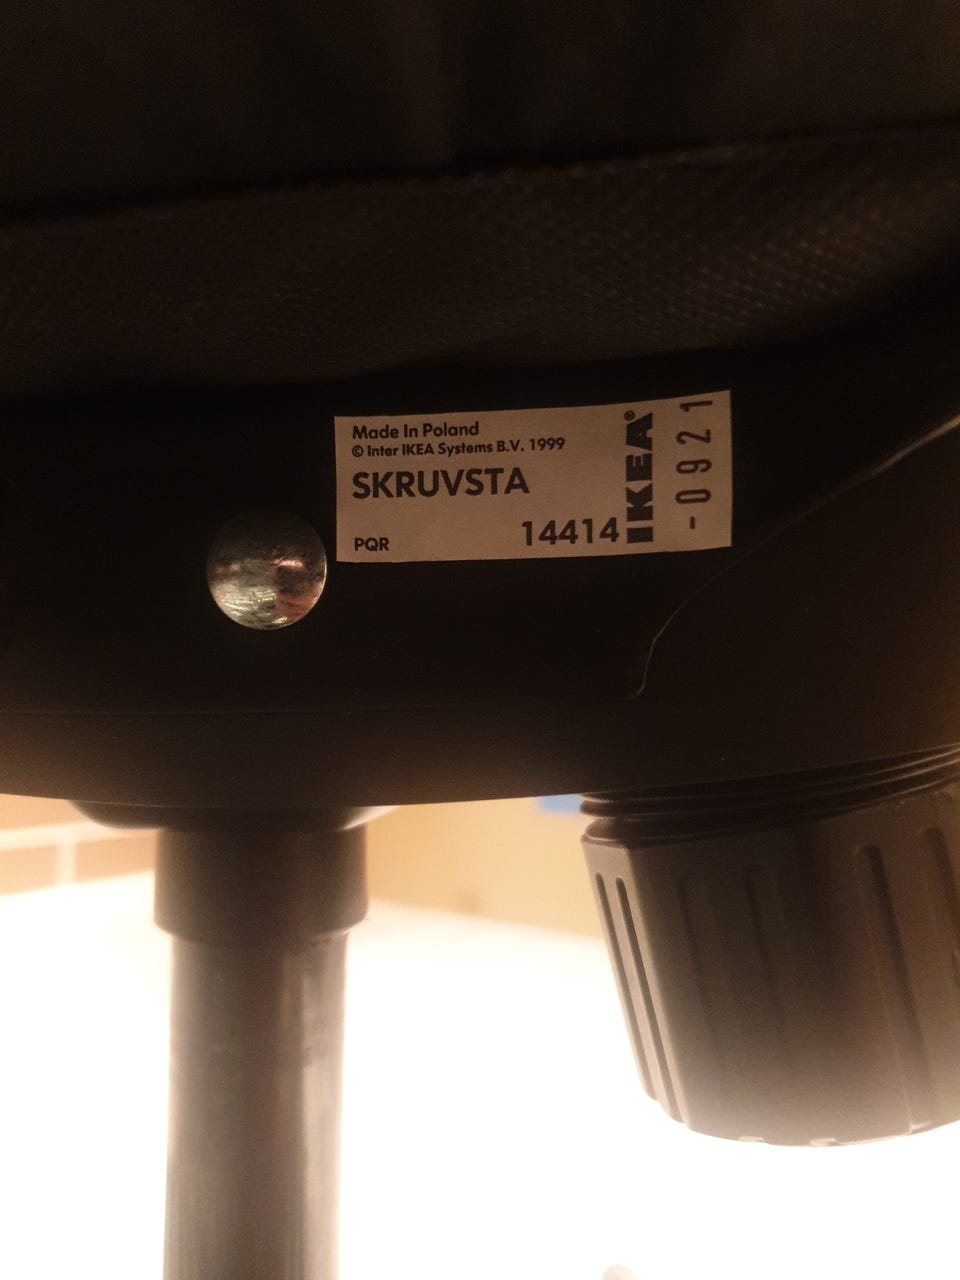 Made In Poland
© Inter IKEA Systems B.V. 1999
SKRUVSTA
PQR
14414
IKEA®
-0921